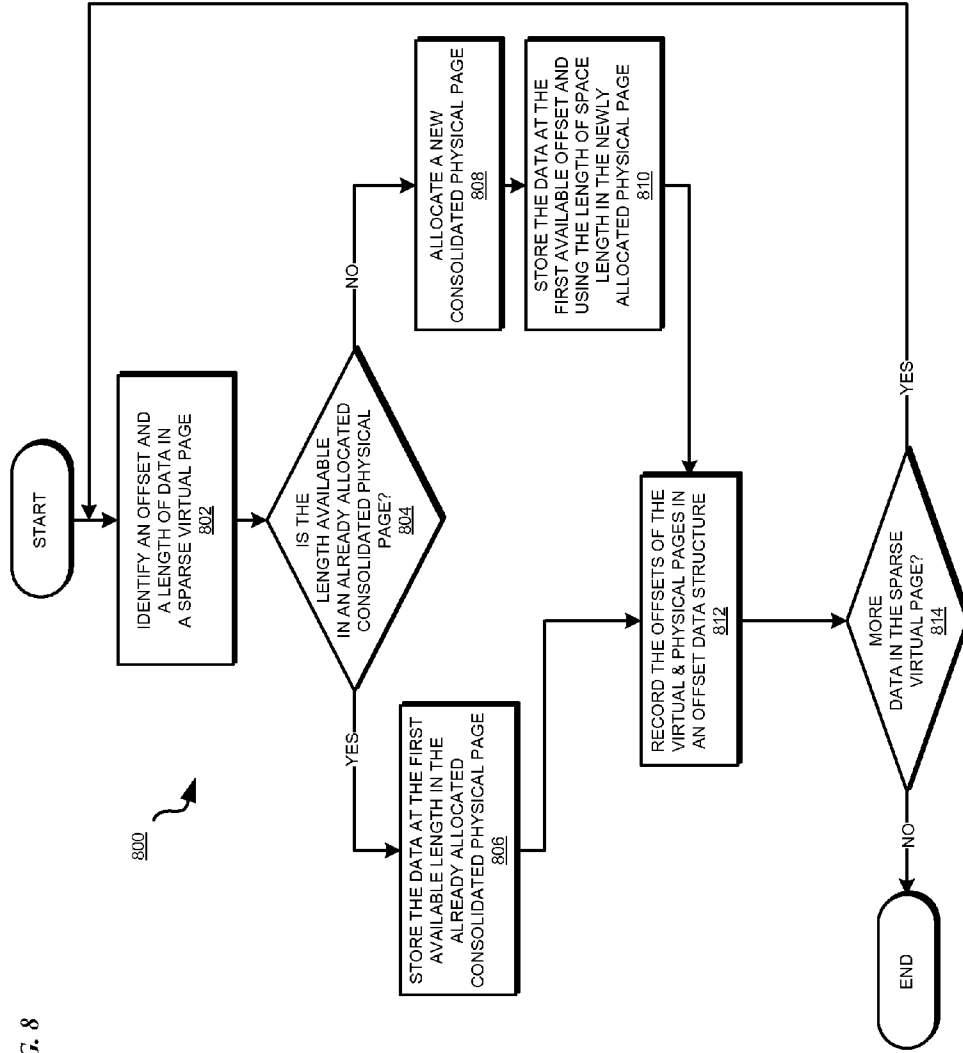 START
IDENTIFY AN OFFSET AND
A LENGTH OF DATA IN
A SPARSE VIRTUAL PAGE
802
IS THE
LENGTH AVAILABLE
IN AN ALREADY ALLOCATED
CONSOLIDATED PHYSICAL
PAGE?
804
YES
NO
800
STORE THE DATA AT THE FIRST
AVAILABLE LENGTH IN THE
ALREADY ALLOCATED
CONSOLIDATED PHYSICAL PAGE
806
ALLOCATE A NEW
CONSOLIDATED PHYSICAL PAGE
808
STORE THE DATA AT THE
FIRST AVAILABLE OFFSET AND
USING THE LENGTH OF SPACE
LENGTH IN THE NEWLY
ALLOCATED PHYSICAL PAGE
810
RECORD THE OFFSETS OF THE
VIRTUAL & PHYSICAL PAGES IN
AN OFFSET DATA STRUCTURE
812
MORE
DATA IN THE SPARSE
VIRTUAL PAGE?
814
NO
YES
END
8